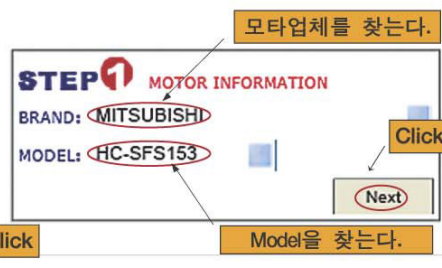 모타업체를 찾는다.
STEP1 MOTOR INFORMATION
BRAND: MITSUBISHI
Click
MODEL: HC-SFS153
Next
lick
Model을 찾는다.